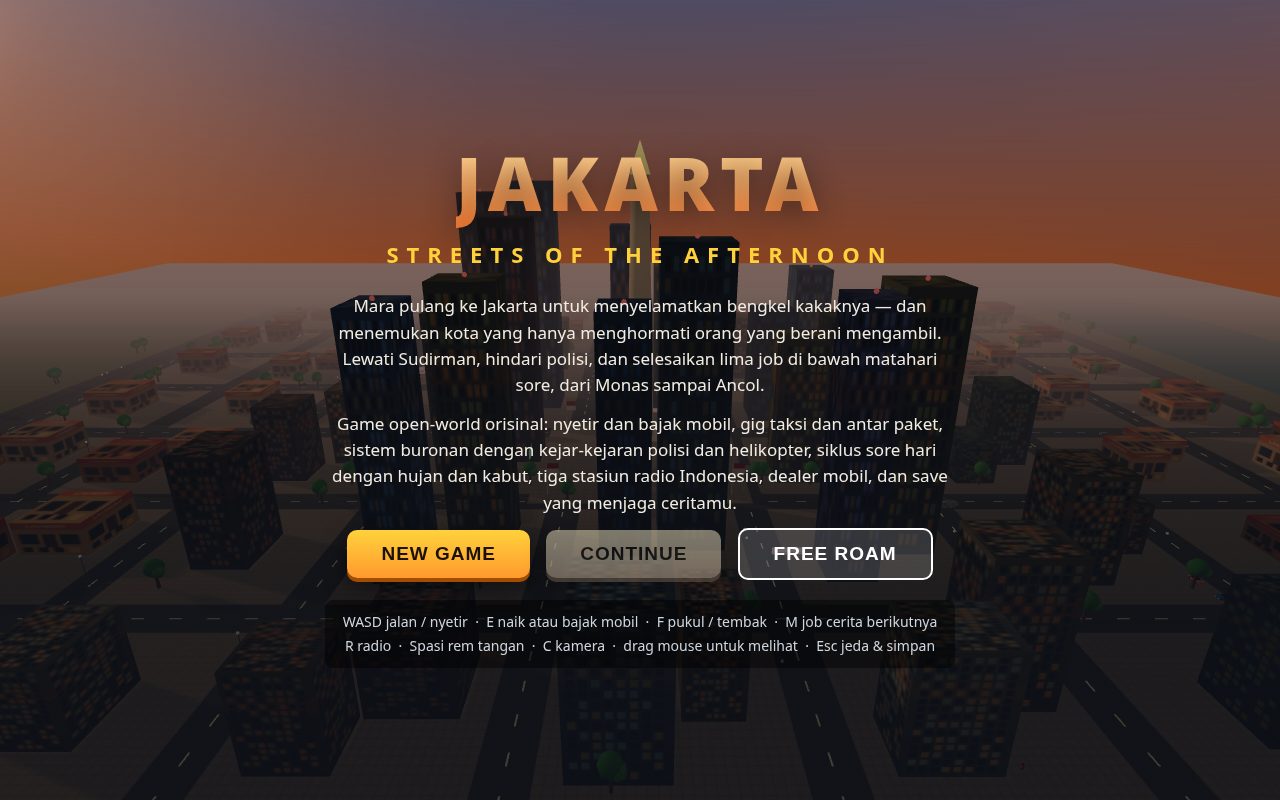 JAKARTA
STREETS OF THE AFTERNOON
Mara pulang ke Jakarta untuk menyelamatkan bengkel kakaknya — dan
menemukan kota yang hanya menghormati orang yang berani mengambil.
Lewati Sudirman, hindari polisi, dan selesaikan lima job di bawah matahari
sore, dari Monas sampai Ancol.
Game open-world orisinal: nyetir dan bajak mobil, gig taksi dan antar paket,
sistem buronan dengan kejar-kejaran polisi dan helikopter, siklus sore hari
dengan hujan dan kabut, tiga stasiun radio Indonesia, dealer mobil, dan save
yang menjaga ceritamu.
NEW GAME CONTINUE FREE ROAM
WASD jalan / nyetir · E naik atau bajak mobil · F pukul / tembak · M job cerita berikutnya
R radio · Spasi rem tangan · C kamera · drag mouse untuk melihat · Esc jeda & simpan